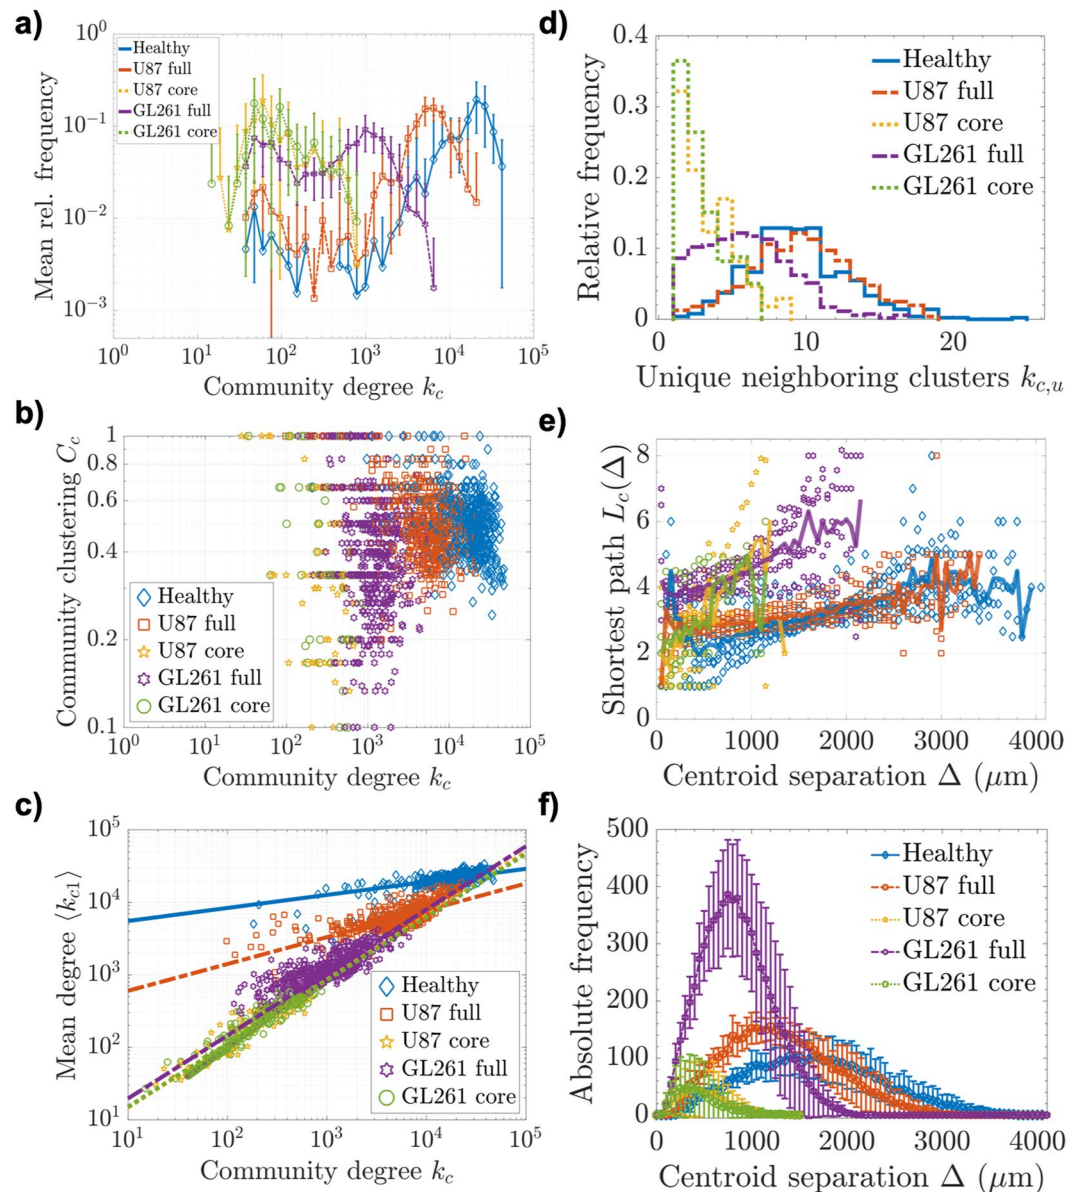 a)
10^0
10^-1
10^-2
10^-3
Mean rel. frequency
Healthy
U87 full
U87 core
GL261 full
GL261 core
10^0 10^1 10^2 10^3 10^4 10^5
Community degree k_c
b)
1
0.8
0.6
0.4
0.2
0.1
Community clustering C_c
Healthy
U87 full
U87 core
GL261 full
GL261 core
10^0 10^1 10^2 10^3 10^4 10^5
Community degree k_c
c)
10^5
10^4
10^3
10^2
10^1
Mean degree ⟨k_c1⟩
Healthy
U87 full
U87 core
GL261 full
GL261 core
10^1 10^2 10^3 10^4 10^5
Community degree k_c
d)
0.4
0.3
0.2
0.1
0
Relative frequency
Healthy
U87 full
U87 core
GL261 full
GL261 core
0 10 20
Unique neighboring clusters k_c,u
e)
8
6
4
2
0
Shortest path L_c(Δ)
0 1000 2000 3000 4000
Centroid separation Δ (μm)
f)
500
400
300
200
100
0
Absolute frequency
Healthy
U87 full
U87 core
GL261 full
GL261 core
0 1000 2000 3000 4000
Centroid separation Δ (μm)